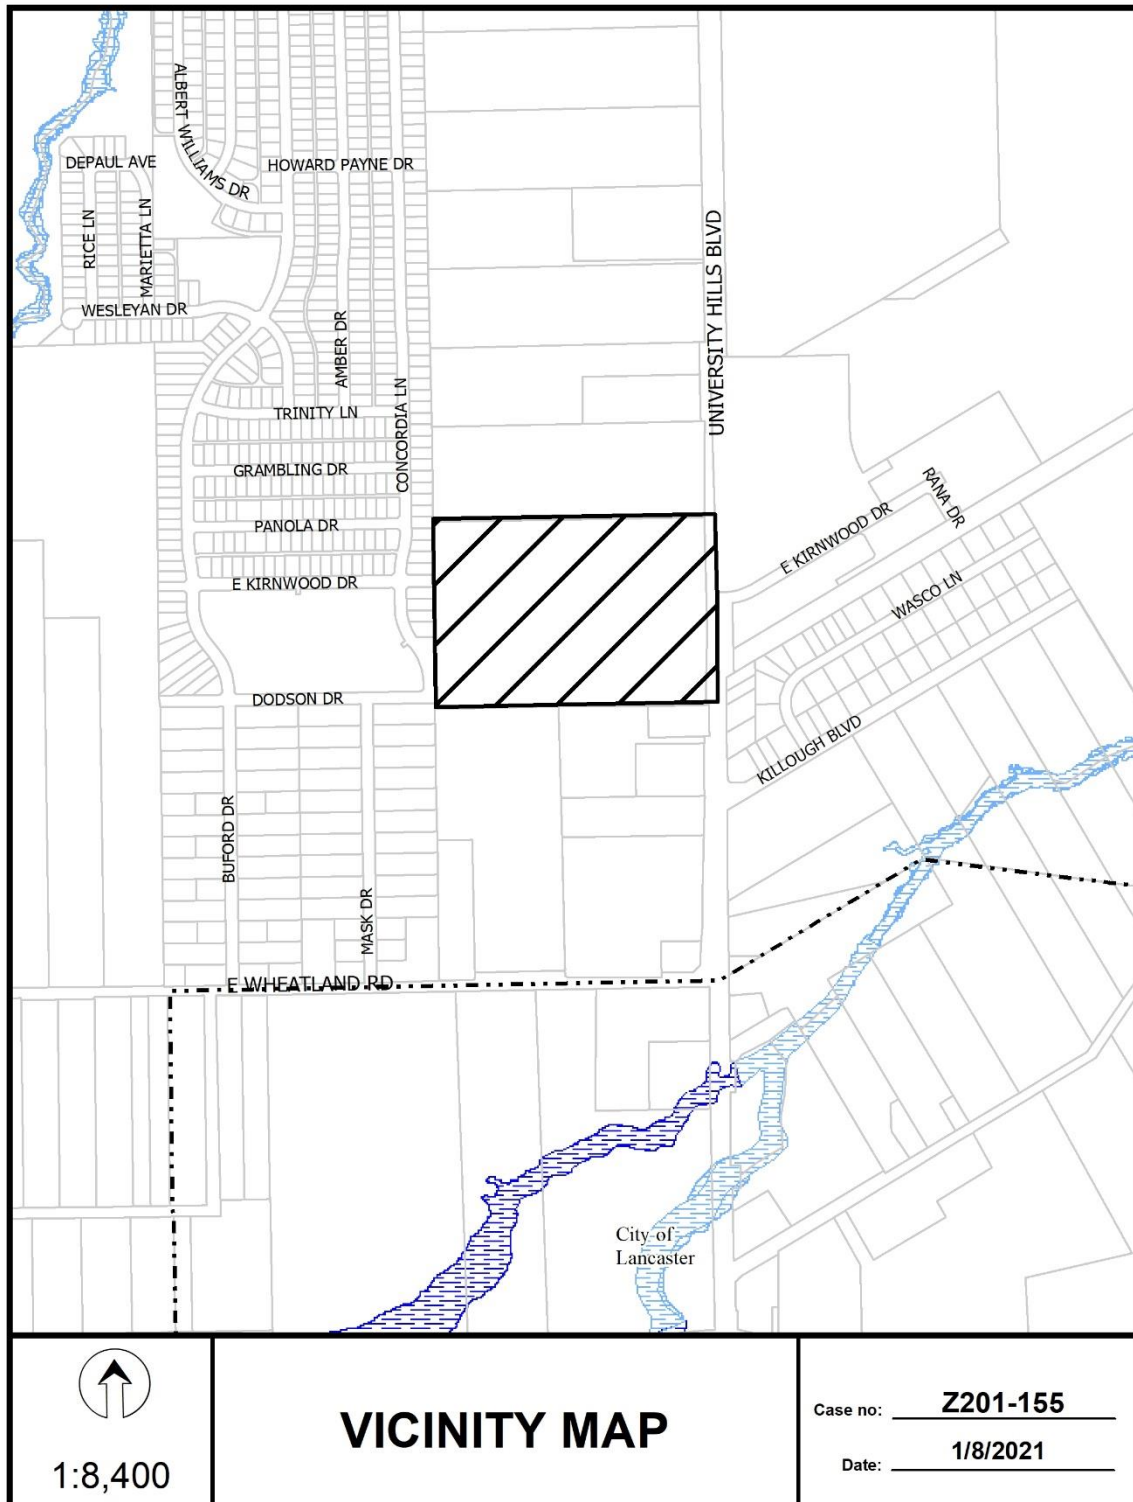 ALBERT WILLIAMS DR
DEPAUL AVE
HOWARD PAYNE DR
RICE LN
MARIETTA LN
WESLEYAN DR
UNIVERSITY HILLS BLVD
AMBER DR
CONCORDIA LN
TRINITY LN
GRAMBLING DR
PANOLA DR
E KIRNWOOD DR
E KIRNWOOD DR
RANA DR
WASCO LN
DODSON DR
KILLOUGH BLVD
BUFORD DR
MASK DR
E WHEATLAND RD
City of
Lancaster
1:8,400
VICINITY MAP
Case no: Z201-155
Date: 1/8/2021